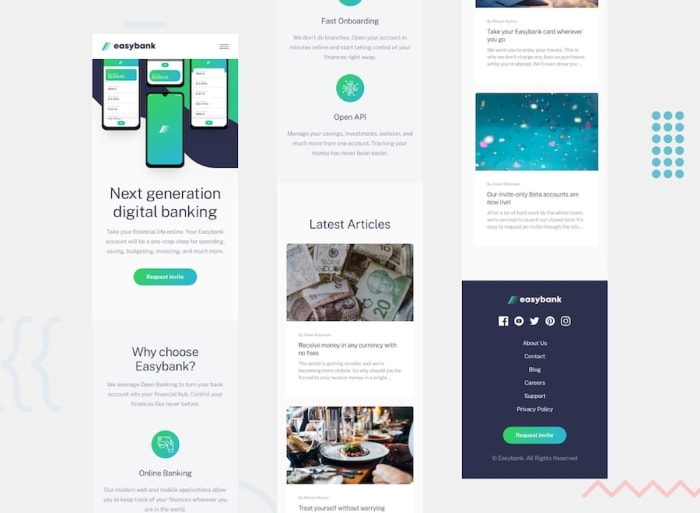 easybank
Next generation
digital banking
Take your financial life online. Your Easybank
account will be a one-stop-shop for spending,
saving, budgeting, investing, and much more.
Request Invite
Why choose
Easybank?
We leverage Open Banking to turn your bank
account into your financial hub. Control your
finances like never before.
Online Banking
Our modern web and mobile applications allow
you to keep track of your finances wherever you
are in the world.
Fast Onboarding
We don't do branches. Open your account in
minutes online and start taking control of your
finances right away.
Open API
Manage your savings, investments, pension, and
much more from one account. Tracking your
money has never been easier.
Latest Articles
By Claire Robinson
Receive money in any currency with
no fees
The world is getting smaller and we're
becoming more mobile. So why should you be
forced to only receive money in a single ...
By Wilson Hutton
Treat yourself without worrying
By Wilson Hutton
Take your Easybank card wherever
you go
We want you to enjoy your travels. This is
why we don't charge any fees on purchases
while you're abroad. We'll even show you ...
By Claire Robinson
Our invite-only Beta accounts are
now live!
After a lot of hard work by the whole team,
we're excited to launch our closed beta. It's
easy to request an invite through the site ...
easybank
About Us
Contact
Blog
Careers
Support
Privacy Policy
Request Invite
© Easybank. All Rights Reserved